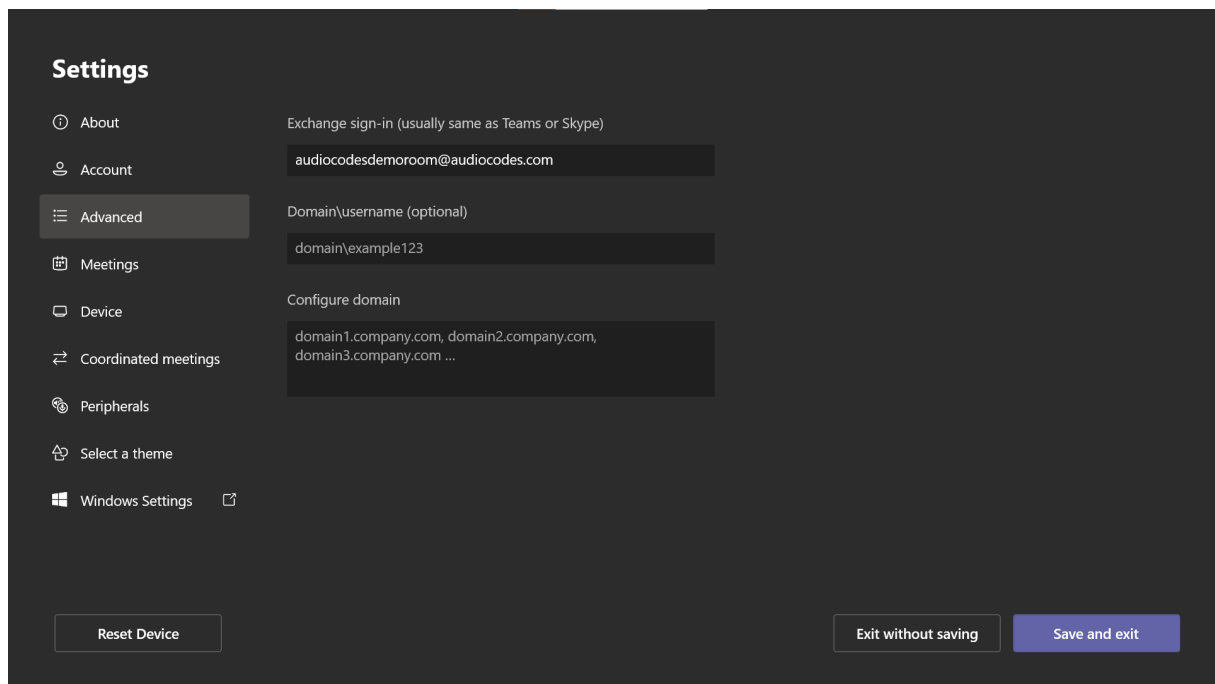 Settings
About
Account
Advanced
Meetings
Device
Coordinated meetings
Peripherals
Select a theme
Windows Settings
Exchange sign-in (usually same as Teams or Skype)
audiocodesdemoroom@audiocodes.com
Domain\username (optional)
domain\example123
Configure domain
domain1.company.com, domain2.company.com,
domain3.company.com ...
Reset Device
Exit without saving
Save and exit